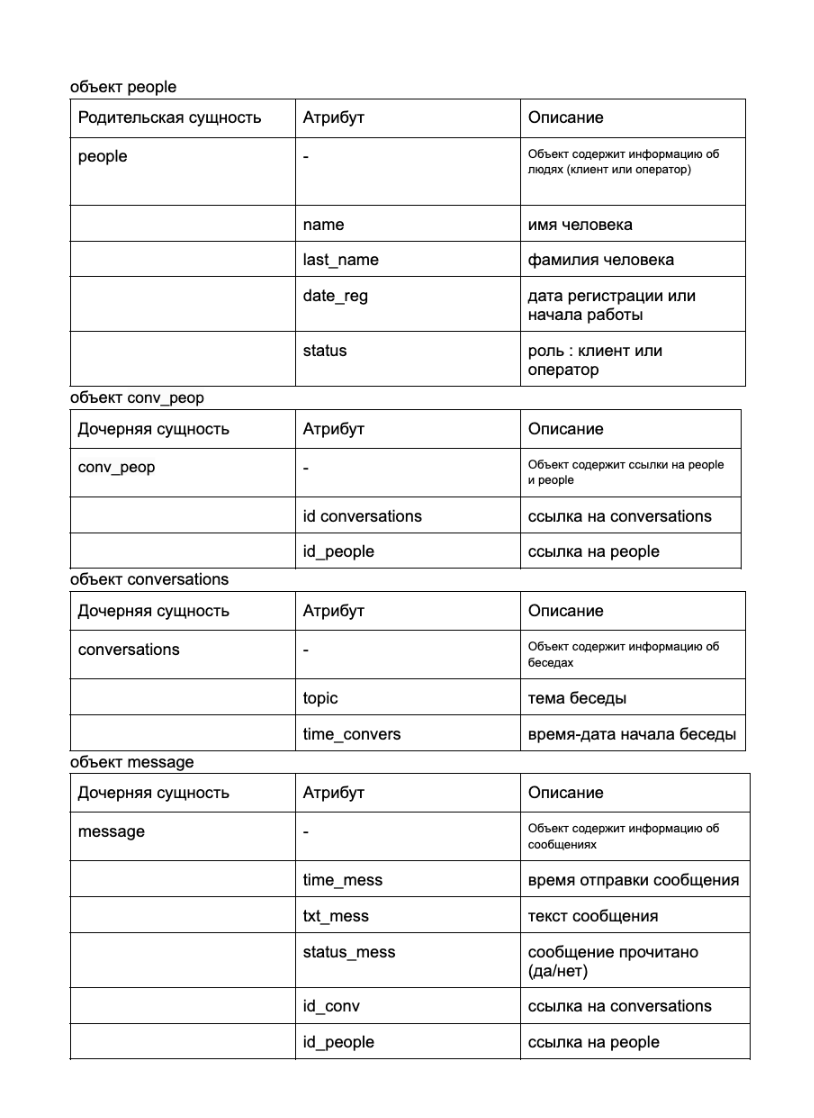 объект people
Родительская сущность Атрибут Описание
people - Объект содержит информацию об
людях (клиент или оператор)
name имя человека
last_name фамилия человека
date_reg дата регистрации или
начала работы
status роль : клиент или
оператор
объект conv_peop
Дочерняя сущность Атрибут Описание
conv_peop - Объект содержит ссылки на people
и people
id conversations ссылка на conversations
id_people ссылка на people
объект conversations
Дочерняя сущность Атрибут Описание
conversations - Объект содержит информацию об
беседах
topic тема беседы
time_convers время-дата начала беседы
объект message
Дочерняя сущность Атрибут Описание
message - Объект содержит информацию об
сообщениях
time_mess время отправки сообщения
txt_mess текст сообщения
status_mess сообщение прочитано
(да/нет)
id_conv ссылка на conversations
id_people ссылка на people